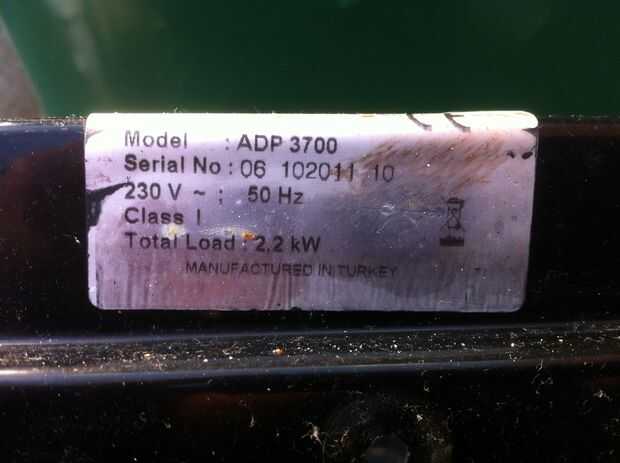 Model : ADP 3700
Serial No : 06 102011 10
230 V ~ ; 50 Hz
Class I
Total Load : 2,2 kW
MANUFACTURED IN TURKEY